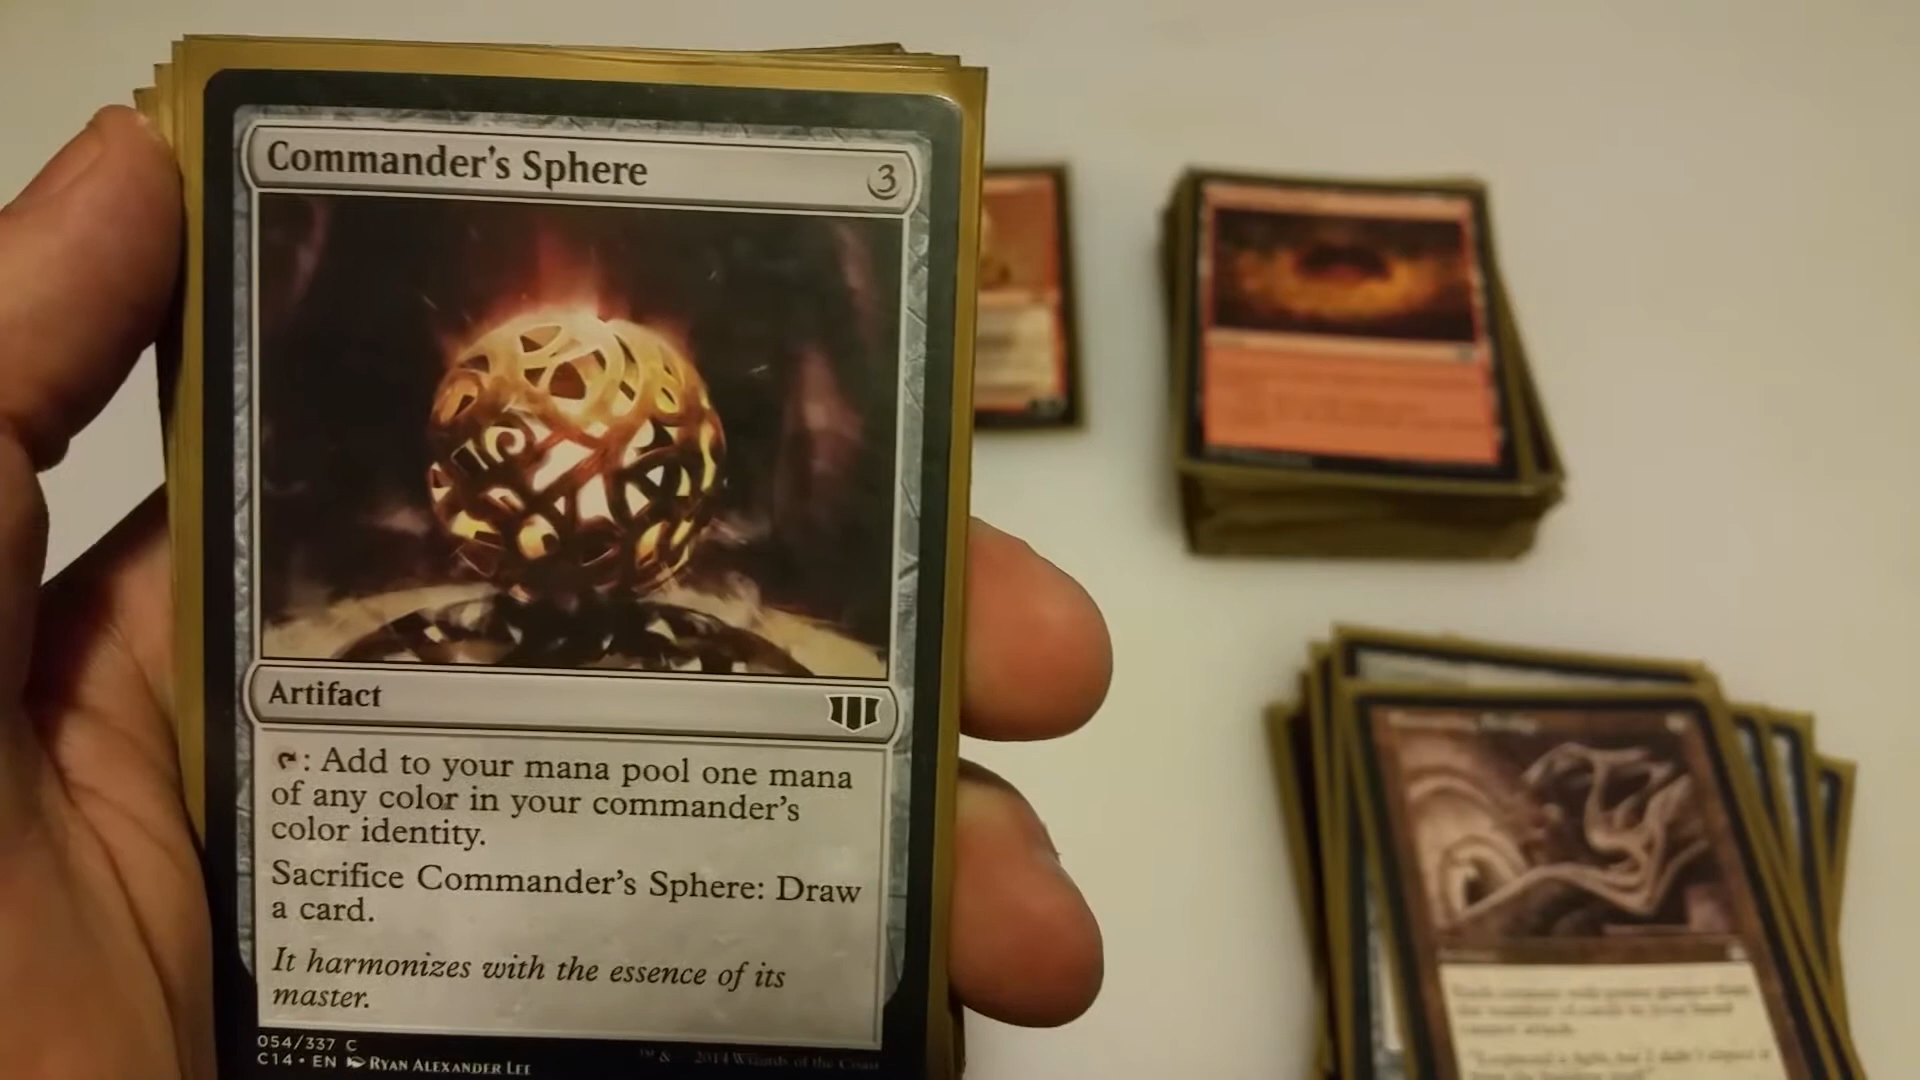 Commander's Sphere
3
Artifact
: Add to your mana pool one mana
of any color in your commander's
color identity.
Sacrifice Commander's Sphere: Draw
a card.
It harmonizes with the essence of its
master.
054/337 C
C14 • EN RYAN ALEXANDER LEE
™ & 2014 Wizards of the Coast